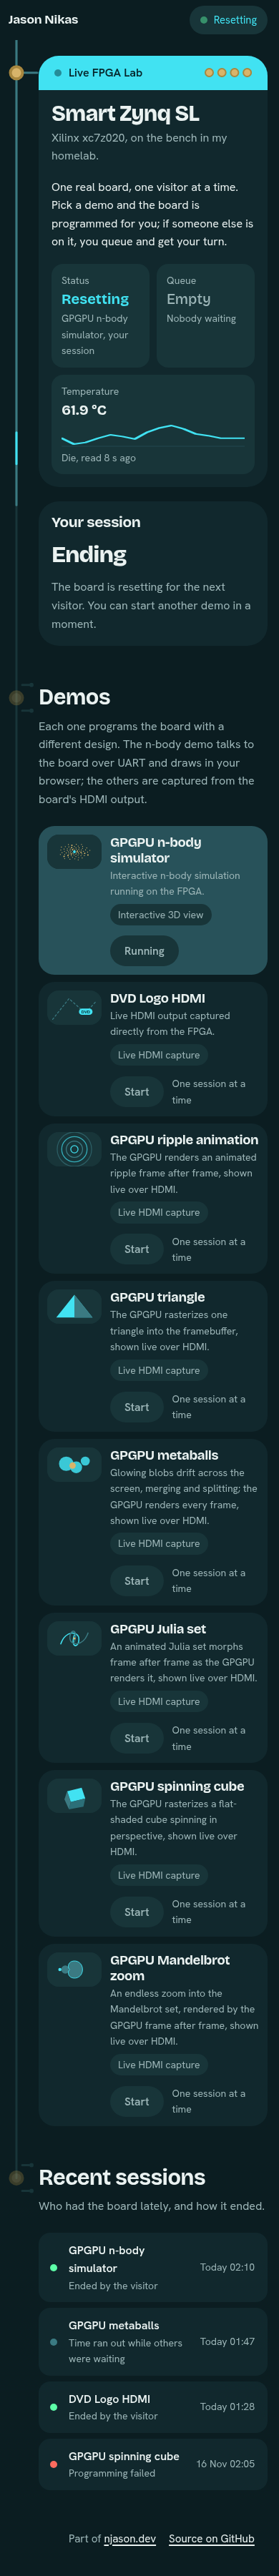 Jason Nikas
Resetting
Live FPGA Lab
Smart Zynq SL
Xilinx xc7z020, on the bench in my
homelab.
One real board, one visitor at a time.
Pick a demo and the board is
programmed for you; if someone else is
on it, you queue and get your turn.
Status
Resetting
GPGPU n-body
simulator, your
session
Queue
Empty
Nobody waiting
Temperature
61.9 °C
Die, read 8 s ago
Your session
Ending
The board is resetting for the next
visitor. You can start another demo in a
moment.
Demos
Each one programs the board with a
different design. The n-body demo talks to
the board over UART and draws in your
browser; the others are captured from the
board's HDMI output.
GPGPU n-body
simulator
Interactive n-body simulation
running on the FPGA.
Interactive 3D view
Running
DVD
DVD Logo HDMI
Live HDMI output captured
directly from the FPGA.
Live HDMI capture
Start
One session at a
time
GPGPU ripple animation
The GPGPU renders an animated
ripple frame after frame, shown
live over HDMI.
Live HDMI capture
Start
One session at a
time
GPGPU triangle
The GPGPU rasterizes one
triangle into the framebuffer,
shown live over HDMI.
Live HDMI capture
Start
One session at a
time
GPGPU metaballs
Glowing blobs drift across the
screen, merging and splitting; the
GPGPU renders every frame,
shown live over HDMI.
Live HDMI capture
Start
One session at a
time
GPGPU Julia set
An animated Julia set morphs
frame after frame as the GPGPU
renders it, shown live over HDMI.
Live HDMI capture
Start
One session at a
time
GPGPU spinning cube
The GPGPU rasterizes a flat-
shaded cube spinning in
perspective, shown live over
HDMI.
Live HDMI capture
Start
One session at a
time
GPGPU Mandelbrot
zoom
An endless zoom into the
Mandelbrot set, rendered by the
GPGPU frame after frame, shown
live over HDMI.
Live HDMI capture
Start
One session at a
time
Recent sessions
Who had the board lately, and how it ended.
GPGPU n-body
simulator
Ended by the visitor
Today 02:10
GPGPU metaballs
Time ran out while others
were waiting
Today 01:47
DVD Logo HDMI
Ended by the visitor
Today 01:28
GPGPU spinning cube
Programming failed
16 Nov 02:05
Part of njason.dev
Source on GitHub